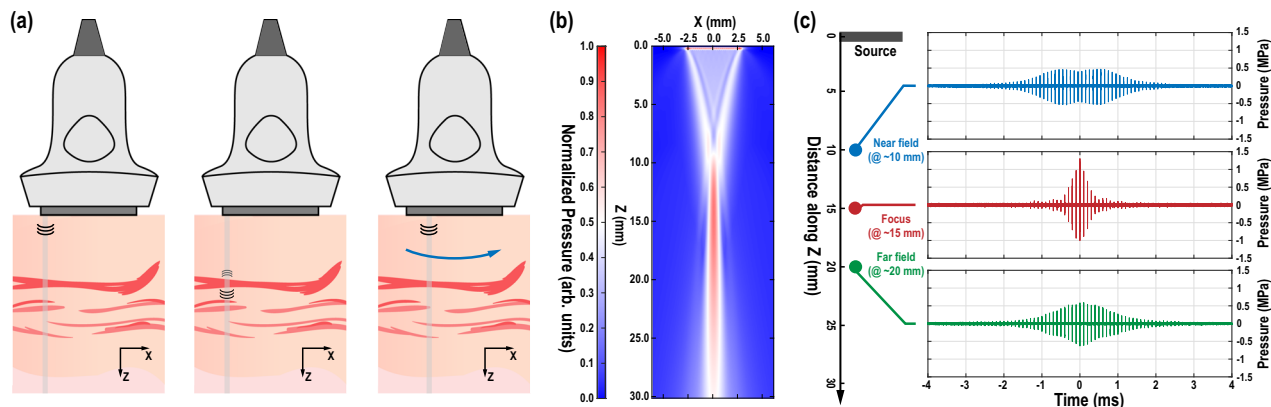 (a)
X
Z
X
Z
X
Z
(b)
X (mm)
-5.0 -2.5 0.0 2.5 5.0
Normalized Pressure (arb. units)
1.0
0.9
0.8
0.7
0.6
0.5
0.4
0.3
0.2
0.1
0.0
Z (mm)
0.0
5.0
10.0
15.0
20.0
25.0
30.0
(c)
Distance along Z (mm)
0
5
10
15
20
25
30
Source
Near field
(@ ~10 mm)
Focus
(@ ~15 mm)
Far field
(@ ~20 mm)
1.5
1
0.5
0
-0.5
-1
-1.5
Pressure (MPa)
1.5
1
0.5
0
-0.5
-1
-1.5
Pressure (MPa)
1.5
1
0.5
0
-0.5
-1
-1.5
Pressure (MPa)
-4 -3 -2 -1 0 1 2 3 4
Time (ms)